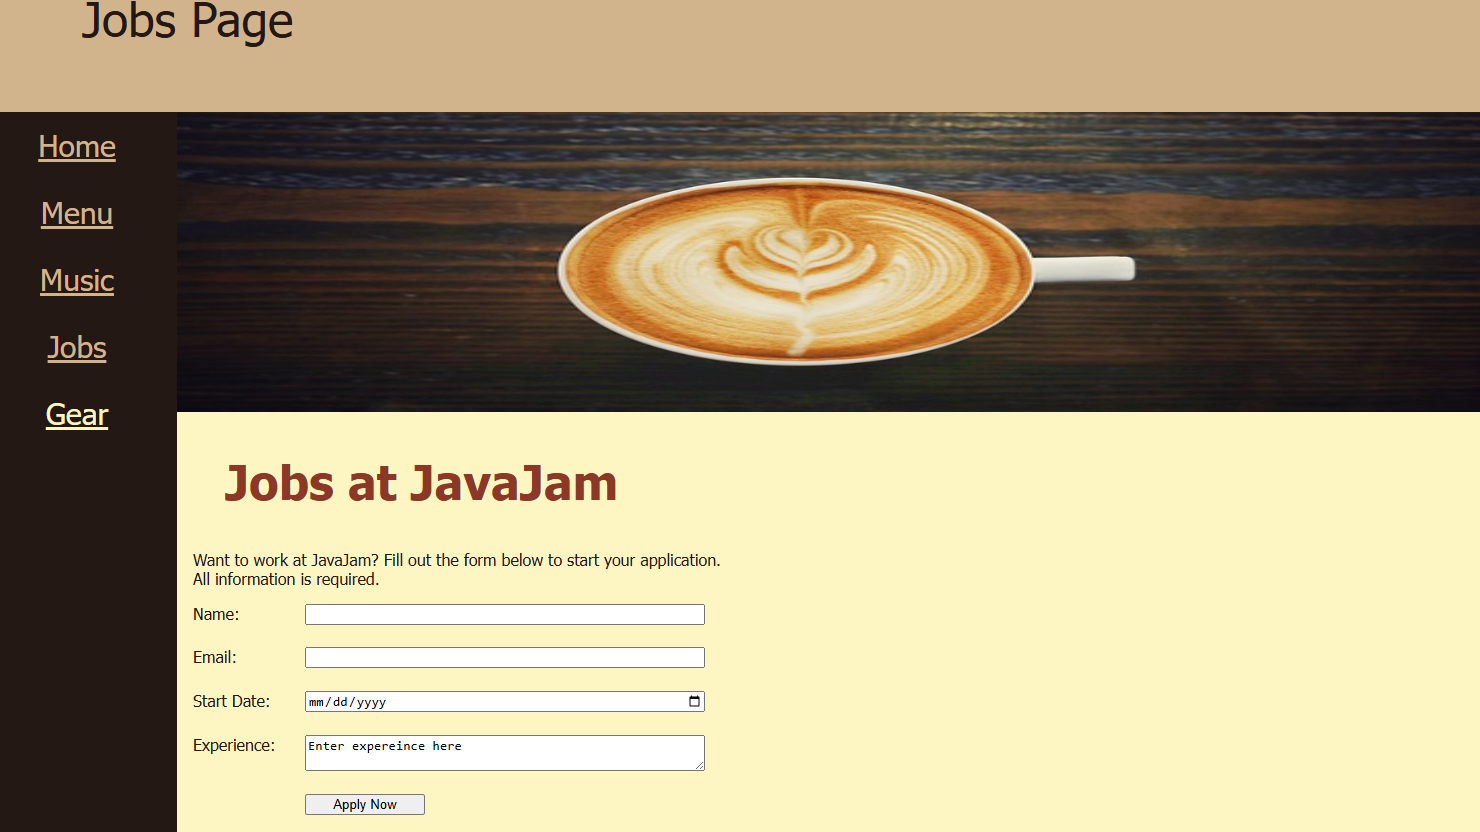 Jobs Page
Home
Menu
Music
Jobs
Gear
Jobs at JavaJam
Want to work at JavaJam? Fill out the form below to start your application.
All information is required.
Name:
Email:
Start Date: mm/dd/yyyy
Experience: Enter expereince here
Apply Now